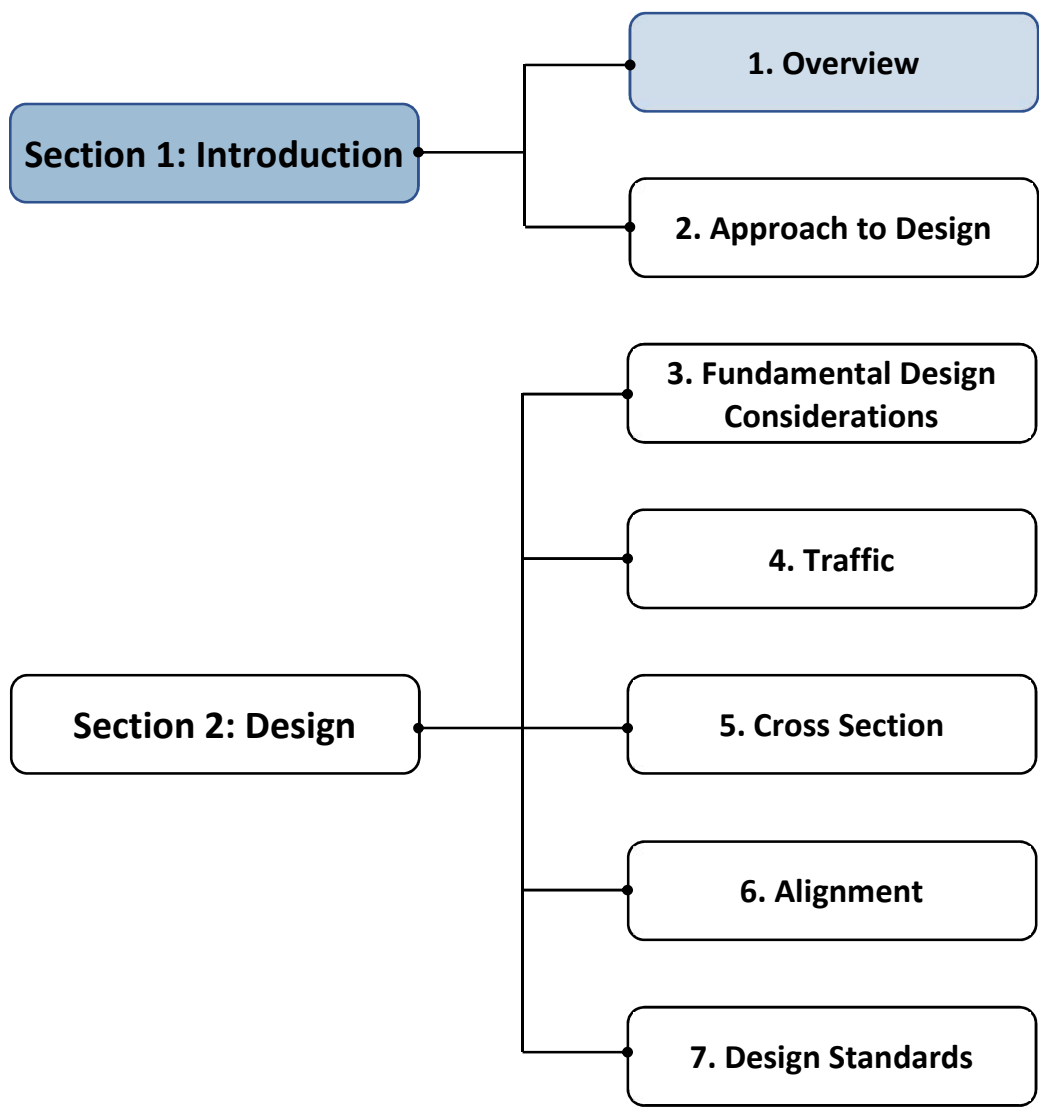 1. Overview
Section 1: Introduction
2. Approach to Design
3. Fundamental Design
Considerations
4. Traffic
Section 2: Design
5. Cross Section
6. Alignment
7. Design Standards